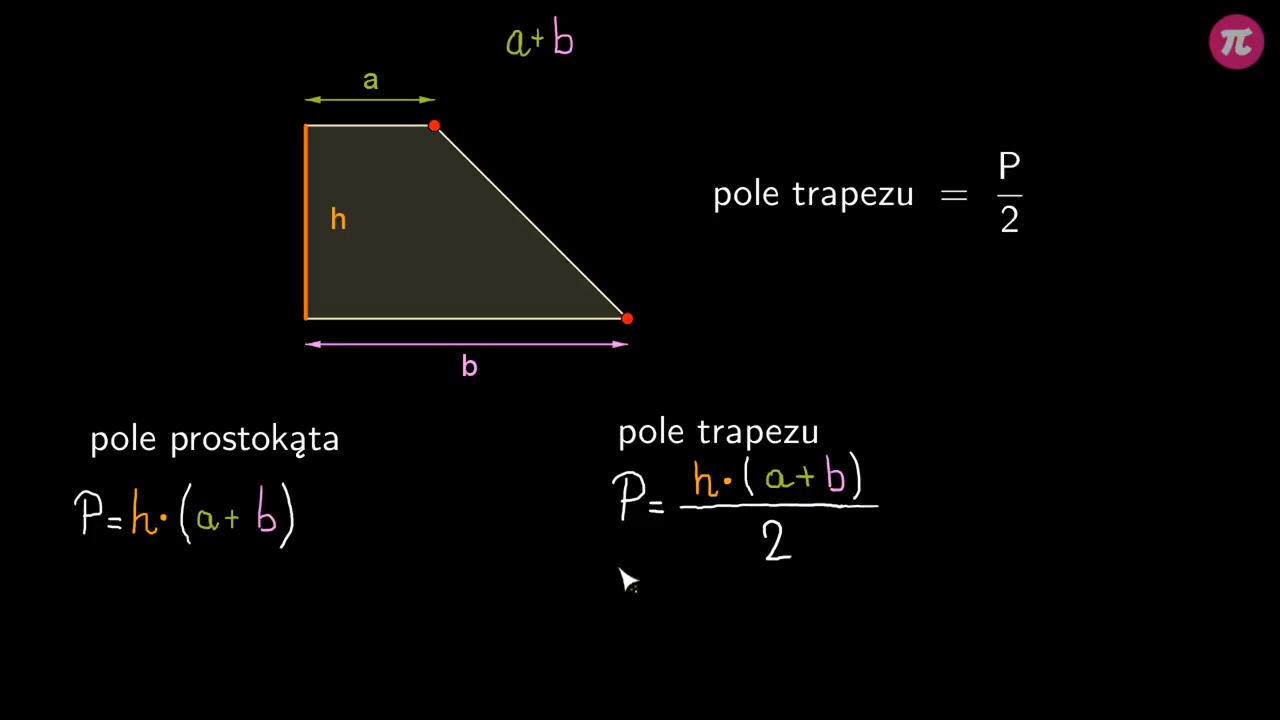 a+b
a
h
pole trapezu = P/2
b
pole prostokąta
P=h·(a+b)
pole trapezu
P=h·(a+b)/2
π